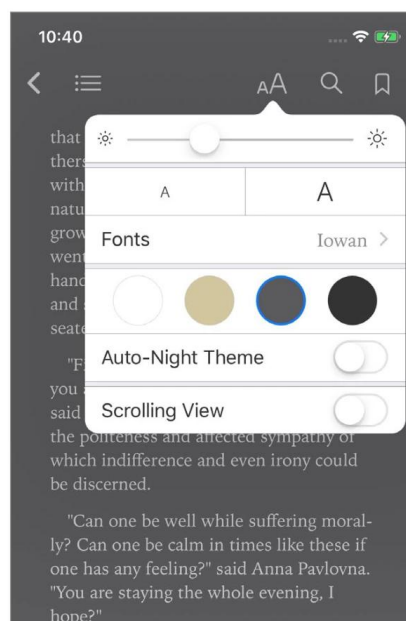 10:40
AA
that
thers
with
natu
grow
went
hand
and s
seate
A A
Fonts Iowan >
Auto-Night Theme
Scrolling View
"Fi
you a
said
the politeness and affected sympathy of
which indifference and even irony could
be discerned.
"Can one be well while suffering moral-
ly? Can one be calm in times like these if
one has any feeling?" said Anna Pavlovna.
"You are staying the whole evening, I
hope?"